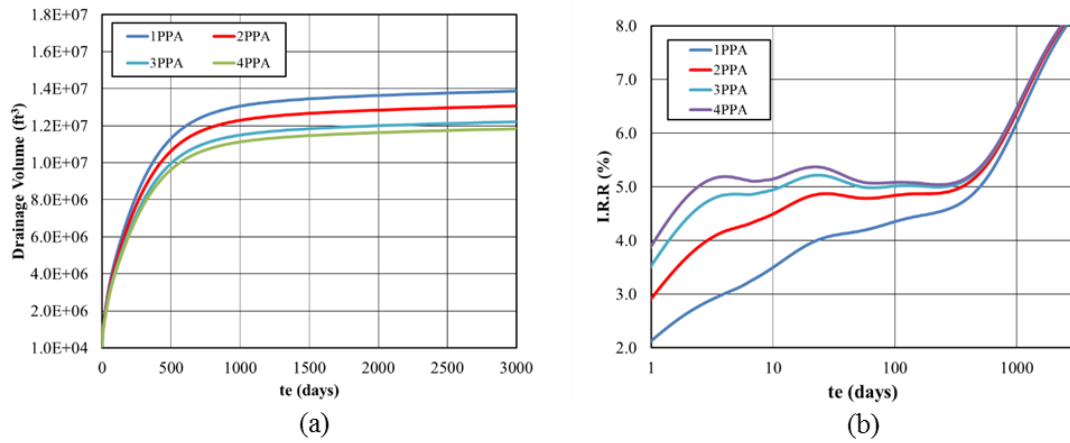 1.8E+07
1.6E+07
1.4E+07
1.2E+07
1.0E+07
8.0E+06
6.0E+06
4.0E+06
2.0E+06
1.0E+04
Drainage Volume (ft³)
1PPA 2PPA
3PPA 4PPA
0 500 1000 1500 2000 2500 3000
te (days)
(a)
8.0
7.0
6.0
5.0
4.0
3.0
2.0
I.R.R (%)
1PPA
2PPA
3PPA
4PPA
1 10 100 1000
te (days)
(b)